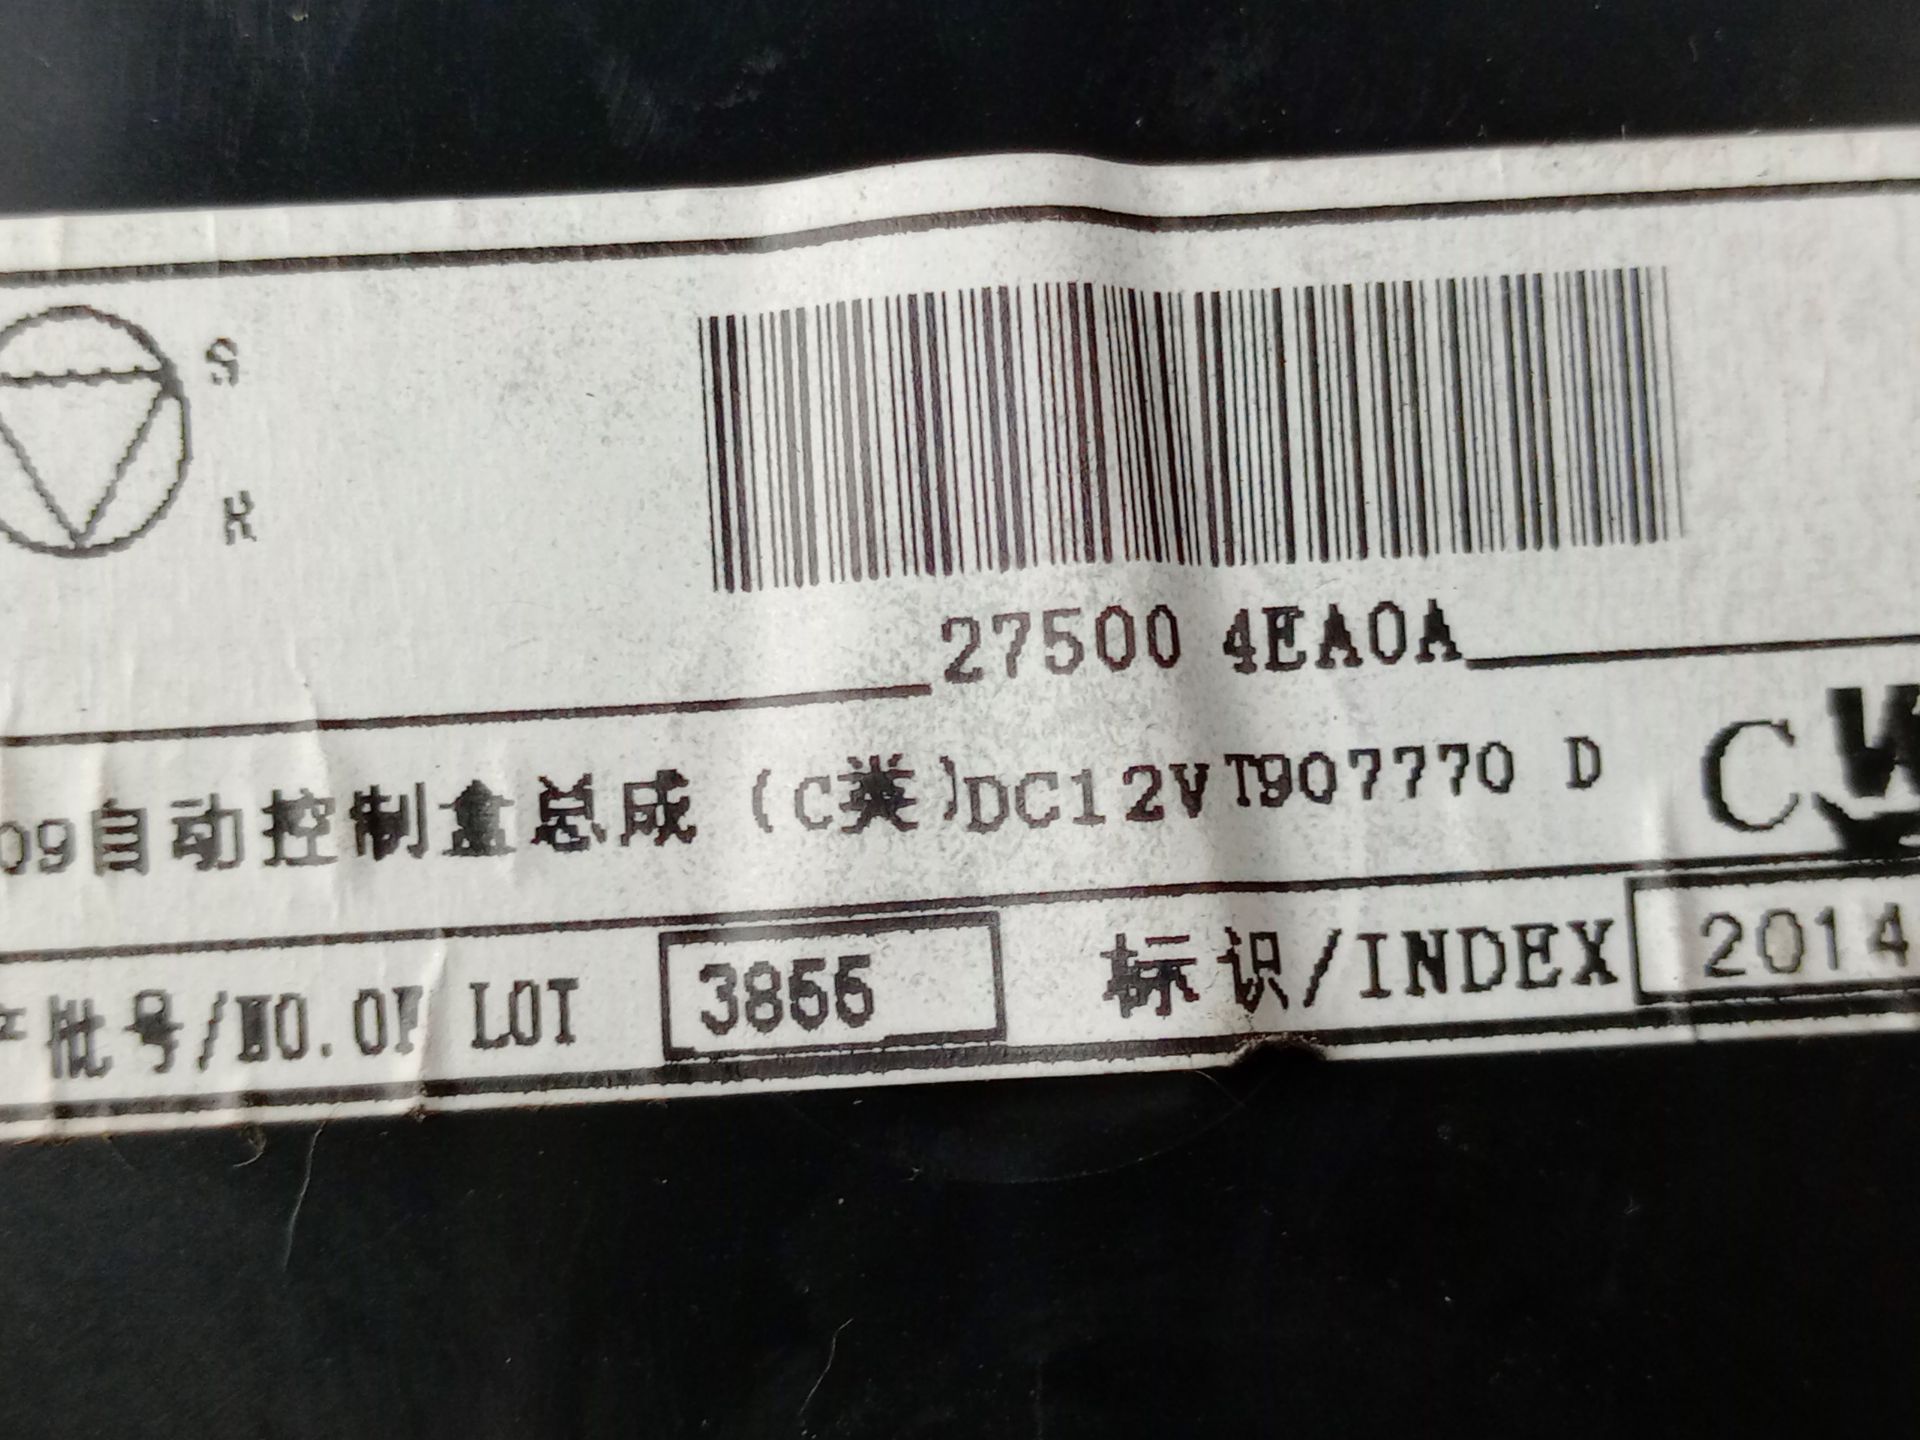 S
K
27500 4EA0A
09自动控制盒总成 (C类)DC12V T907770 D C
批号/NO.OF LOT 3855 标识/INDEX 2014